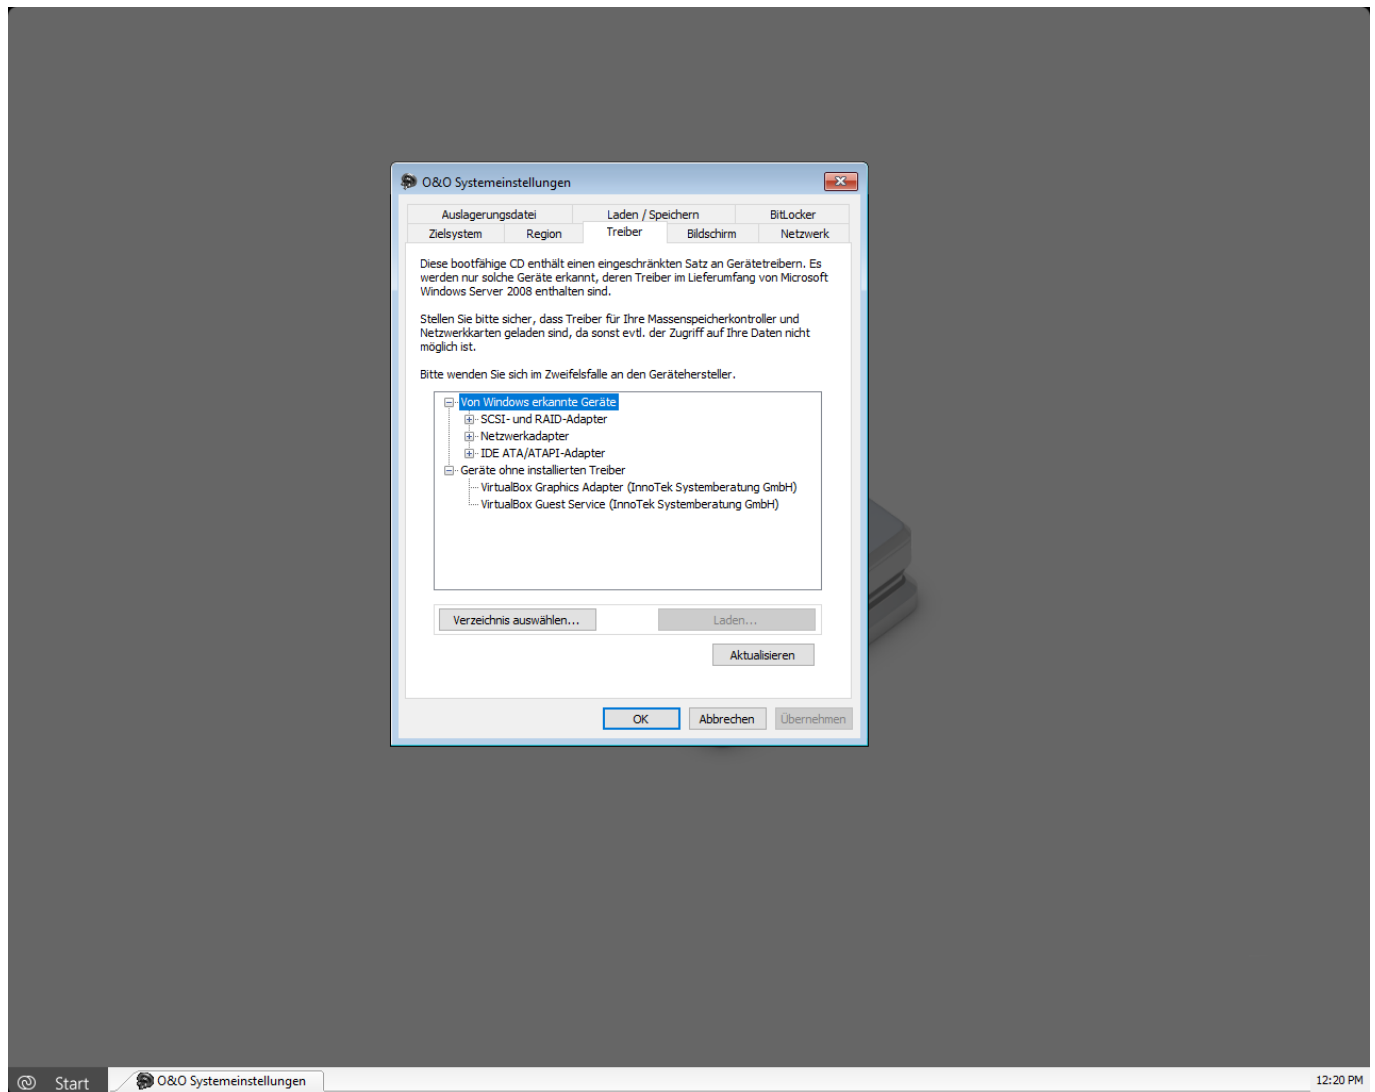 O&O Systemeinstellungen
Auslagerungsdatei Laden / Speichern BitLocker
Zielsystem Region Treiber Bildschirm Netzwerk
Diese bootfähige CD enthält einen eingeschränkten Satz an Gerätetreibern. Es
werden nur solche Geräte erkannt, deren Treiber im Lieferumfang von Microsoft
Windows Server 2008 enthalten sind.
Stellen Sie bitte sicher, dass Treiber für Ihre Massenspeicherkontroller und
Netzwerkkarten geladen sind, da sonst evtl. der Zugriff auf Ihre Daten nicht
möglich ist.
Bitte wenden Sie sich im Zweifelsfalle an den Gerätehersteller.
Von Windows erkannte Geräte
SCSI- und RAID-Adapter
Netzwerkadapter
IDE ATA/ATAPI-Adapter
Geräte ohne installierten Treiber
VirtualBox Graphics Adapter (InnoTek Systemberatung GmbH)
VirtualBox Guest Service (InnoTek Systemberatung GmbH)
Verzeichnis auswählen... Laden...
Aktualisieren
OK Abbrechen Übernehmen
Start O&O Systemeinstellungen 12:20 PM